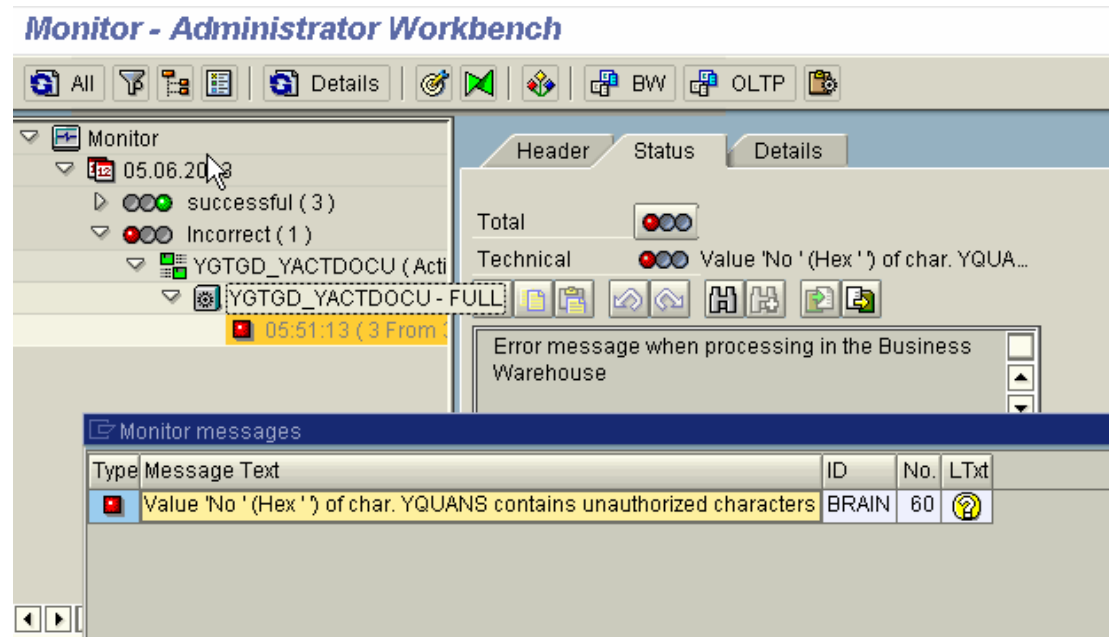 Monitor - Administrator Workbench
All Details BW OLTP
Monitor
05.06.20 3
successful ( 3 )
Incorrect ( 1 )
YGTGD_YACTDOCU ( Acti
YGTGD_YACTDOCU - FULL
05:51:13 ( 3 From 3
Header Status Details
Total
Technical Value 'No ' (Hex ' ') of char. YQUA...
Error message when processing in the Business
Warehouse
Monitor messages
Type Message Text ID No. LTxt
Value 'No ' (Hex ' ') of char. YQUANS contains unauthorized characters BRAIN 60